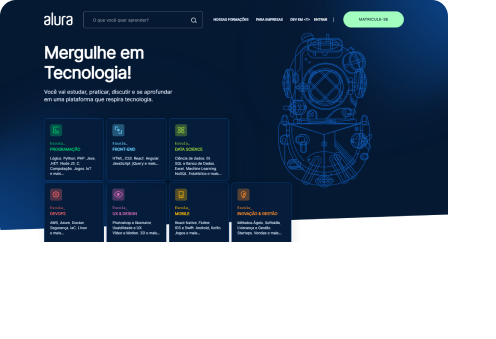 alura
O que você quer aprender?
NOSSAS FORMAÇÕES
PARA EMPRESAS
DEV EM <T>
ENTRAR
MATRICULE-SE
Mergulhe em
Tecnologia!
Você vai estudar, praticar, discutir e se aprofundar
em uma plataforma que respira tecnologia.
Escola_
PROGRAMAÇÃO
Lógica, Python, PHP, Java,
.NET, Node JS, C,
Computação, Jogos, IoT
e mais...
Escola_
FRONT-END
HTML, CSS, React, Angular,
JavaScript, jQuery e mais...
Escola_
DATA SCIENCE
Ciência de dados, BI,
SQL e Banco de Dados,
Excel, Machine Learning,
NoSQL, Estatística e mais...
Escola_
DEVOPS
AWS, Azure, Docker,
Segurança, IaC, Linux
e mais...
Escola_
UX & DESIGN
Photoshop e Illustrator,
Usabilidade e UX,
Vídeo e Motion, 3D e mais...
Escola_
MOBILE
React Native, Flutter,
iOS e Swift, Android, Kotlin,
Jogos e mais...
Escola_
INOVAÇÃO & GESTÃO
Métodos Ágeis, Softskills,
Liderança e Gestão,
Startups, Vendas e mais...